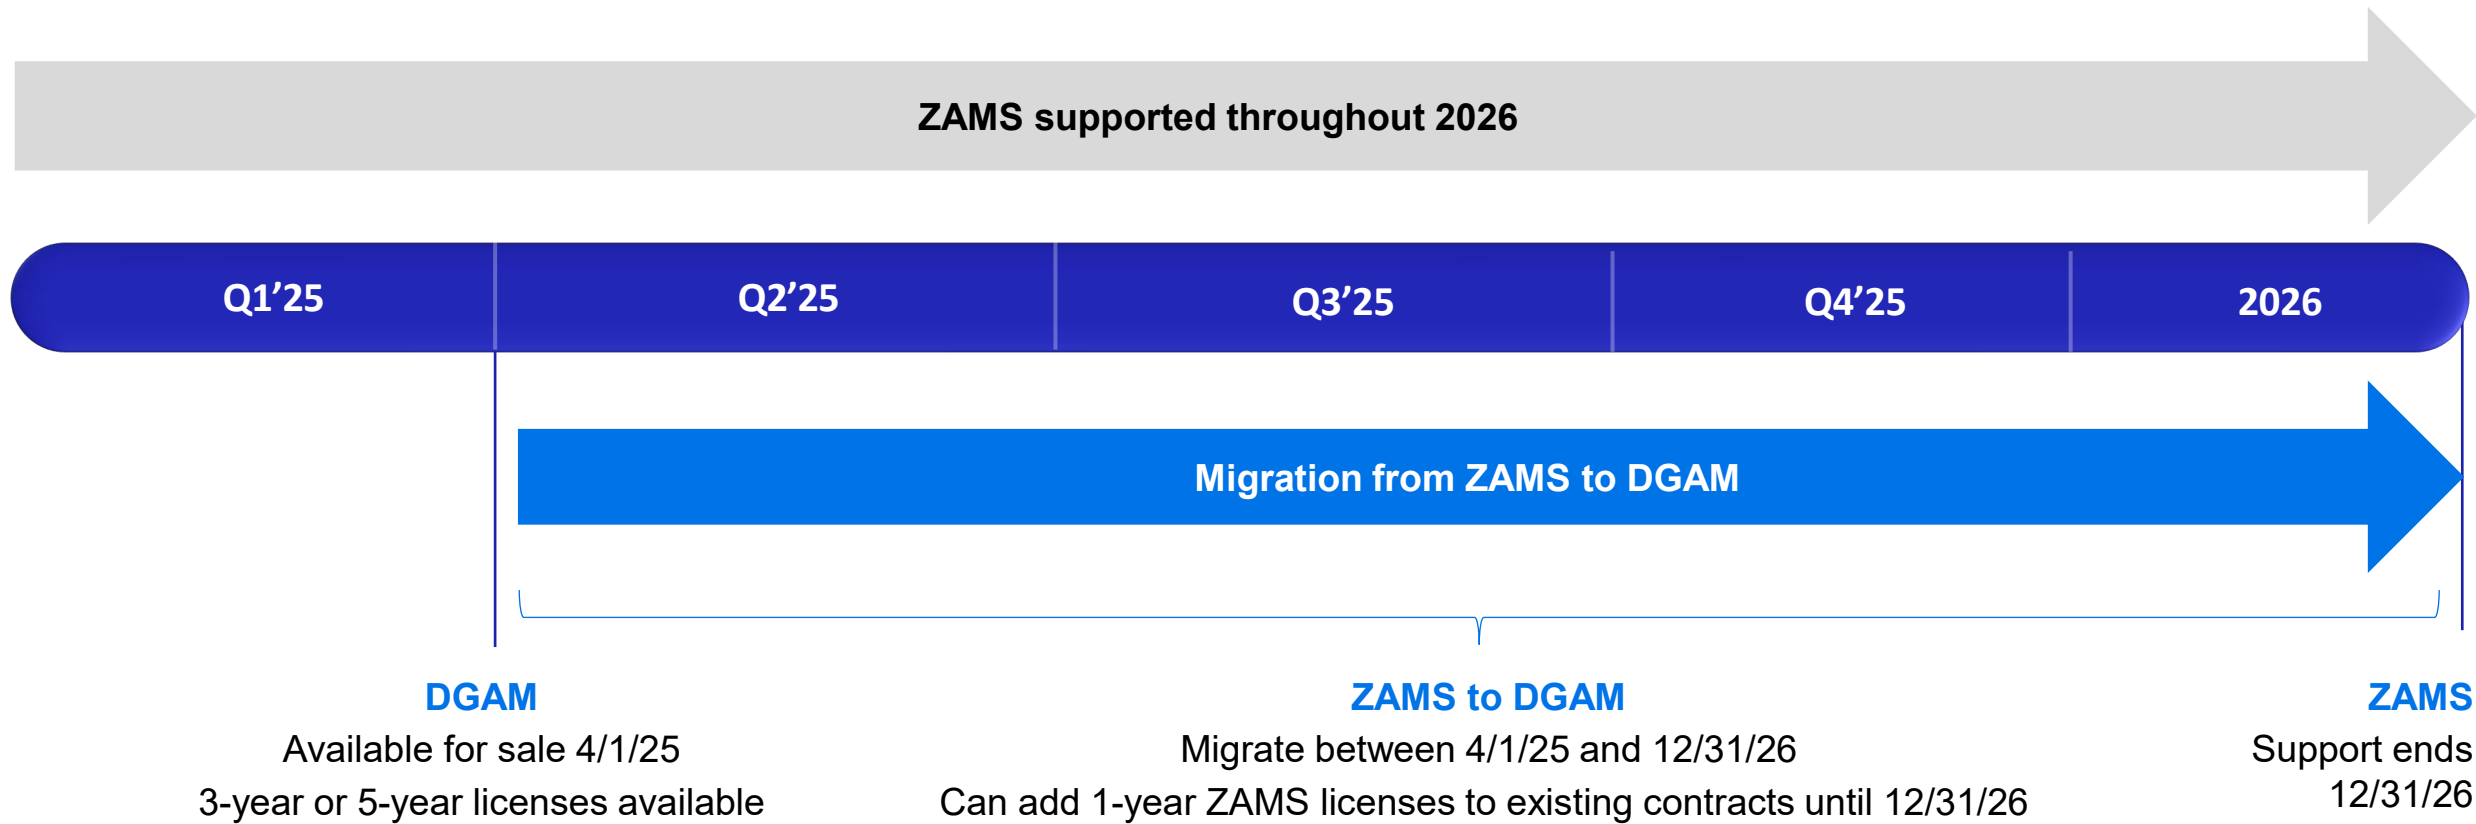 ZAMS supported throughout 2026
Q1’25
Q2’25
Q3’25
Q4’25
2026
Migration from ZAMS to DGAM
DGAM
Available for sale 4/1/25
3-year or 5-year licenses available
ZAMS to DGAM
Migrate between 4/1/25 and 12/31/26
Can add 1-year ZAMS licenses to existing contracts until 12/31/26
ZAMS
Support ends
12/31/26